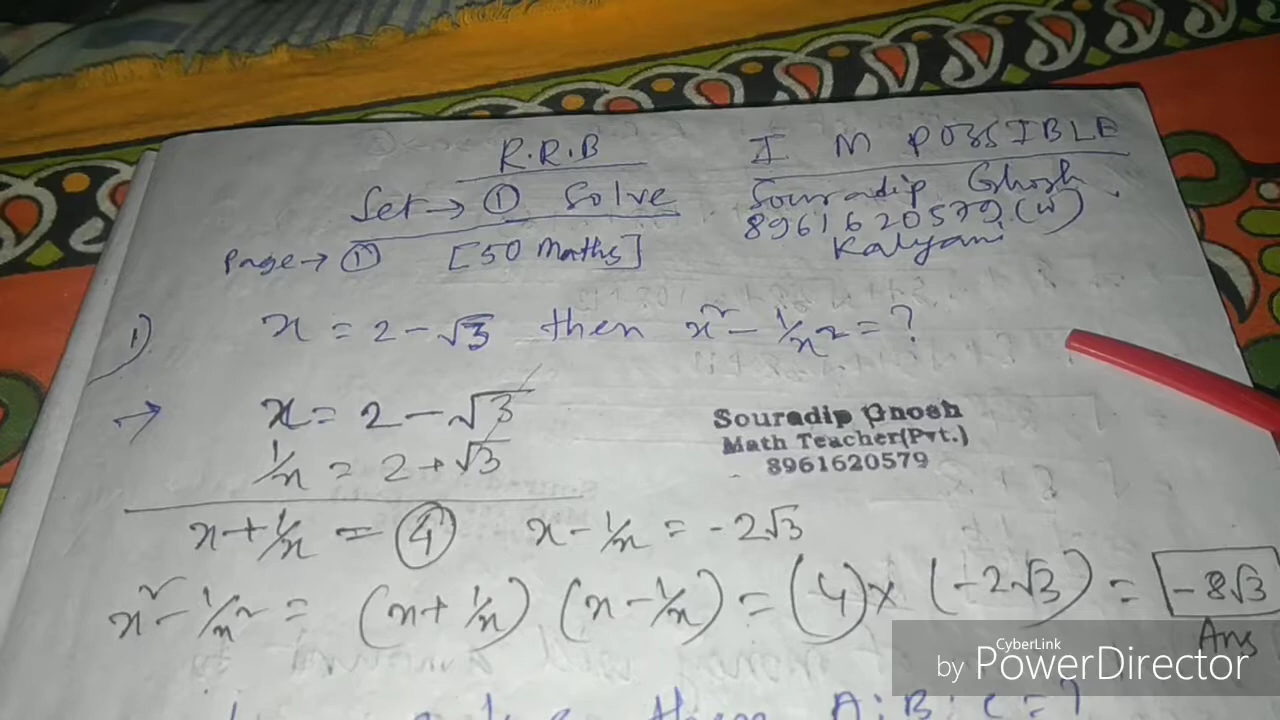 R.R.B
I M POSSIBLE
Set → ① Solve
Souradip Ghosh
8961620579 (W)
Page → ① [50 Maths]
Kalyani
1) x = 2 - √3 then x² - 1/x² = ?
→ x = 2 - √3
1/x = 2 + √3
Souradip Ghosh
Math Teacher(Pvt.)
8961620579
x + 1/x = ④ x - 1/x = -2√3
x² - 1/x² = (x + 1/x) (x - 1/x) = (4) × (-2√3) = -8√3
Ans
CyberLink
by PowerDirector
then A : B : C = ?